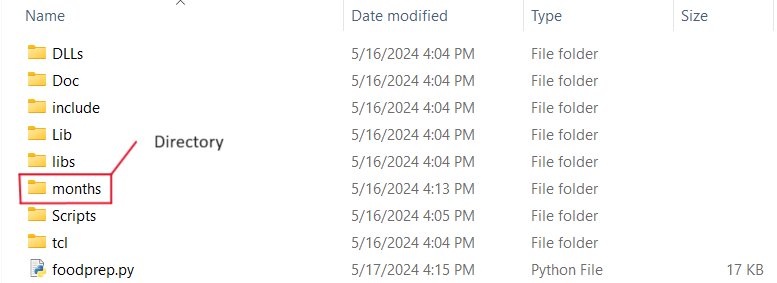 Name Date modified Type Size
DLLs 5/16/2024 4:04 PM File folder
Doc 5/16/2024 4:04 PM File folder
include 5/16/2024 4:04 PM File folder
Lib 5/16/2024 4:04 PM File folder
Directory
libs 5/16/2024 4:04 PM File folder
months 5/16/2024 4:13 PM File folder
Scripts 5/16/2024 4:05 PM File folder
tcl 5/16/2024 4:04 PM File folder
foodprep.py 5/17/2024 4:15 PM Python File 17 KB